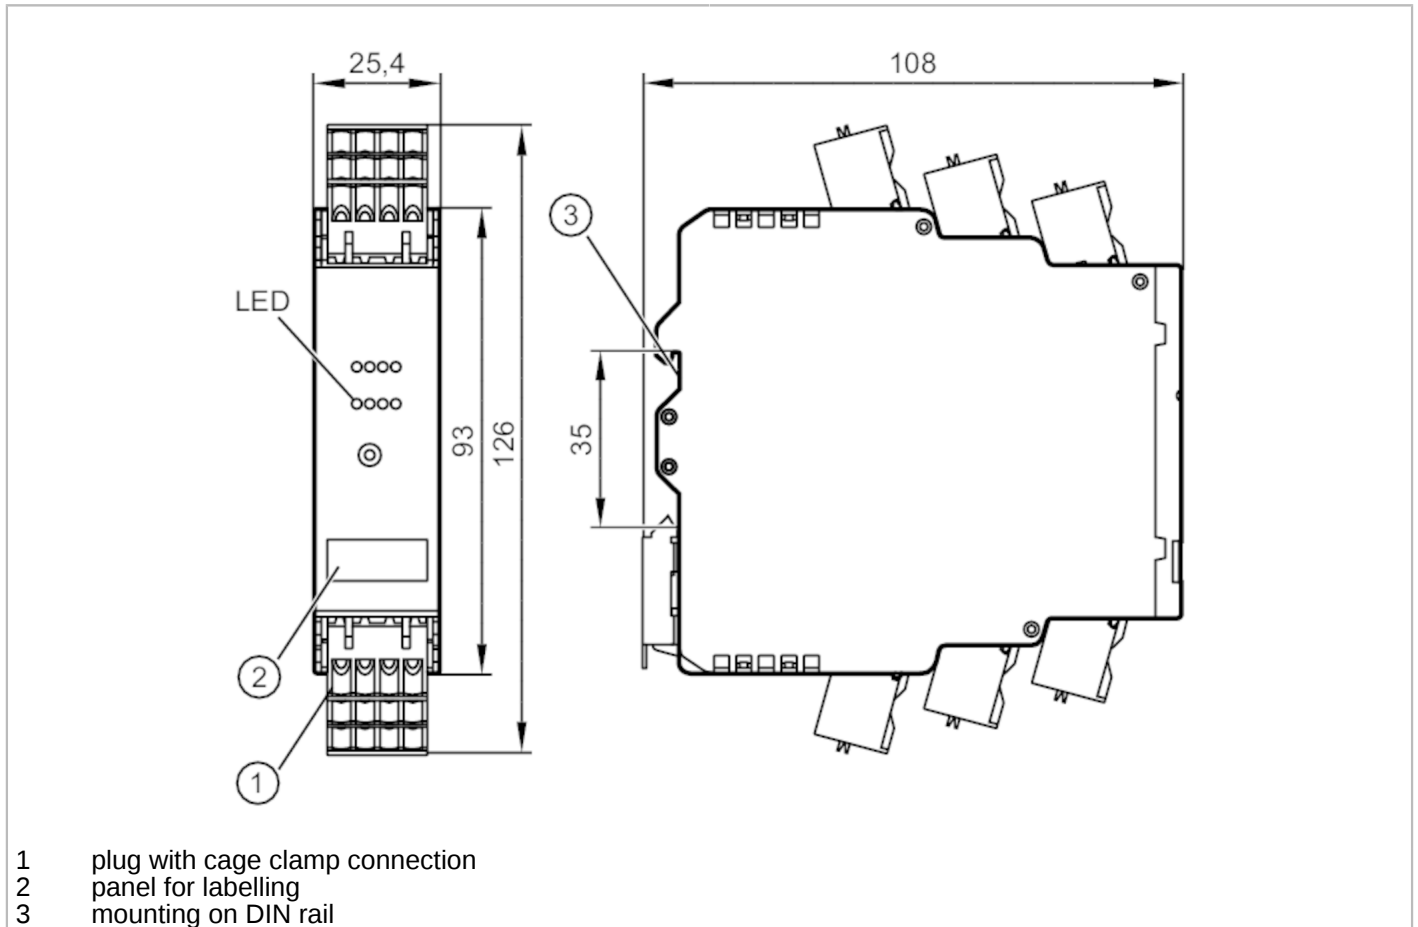 25,4
108
3
LED
93
126
35
2
1
1 plug with cage clamp connection
2 panel for labelling
3 mounting on DIN rail